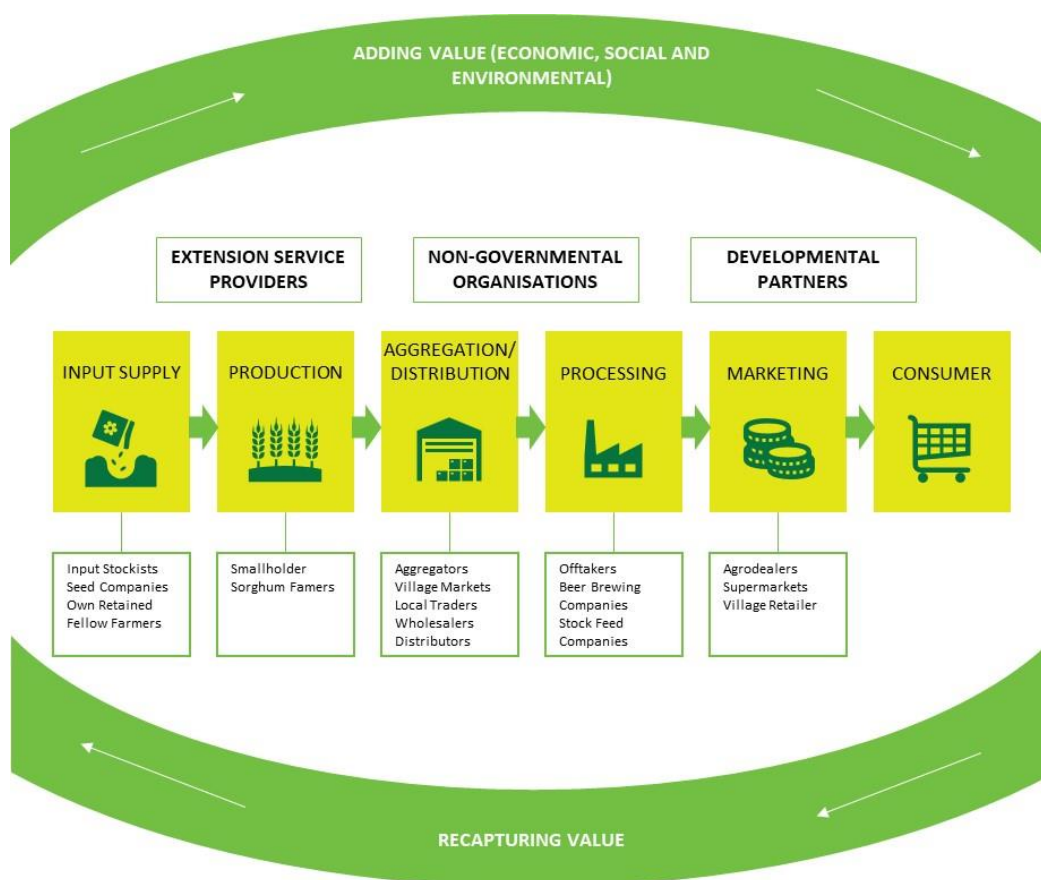 ADDING VALUE (ECONOMIC, SOCIAL AND
ENVIRONMENTAL)
EXTENSION SERVICE
PROVIDERS
NON-GOVERNMENTAL
ORGANISATIONS
DEVELOPMENTAL
PARTNERS
INPUT SUPPLY
PRODUCTION
AGGREGATION/
DISTRIBUTION
PROCESSING
MARKETING
CONSUMER
Input Stockists
Seed Companies
Own Retained
Fellow Farmers
Smallholder
Sorghum Famers
Aggregators
Village Markets
Local Traders
Wholesalers
Distributors
Offtakers
Beer Brewing
Companies
Stock Feed
Companies
Agrodealers
Supermarkets
Village Retailer
RECAPTURING VALUE